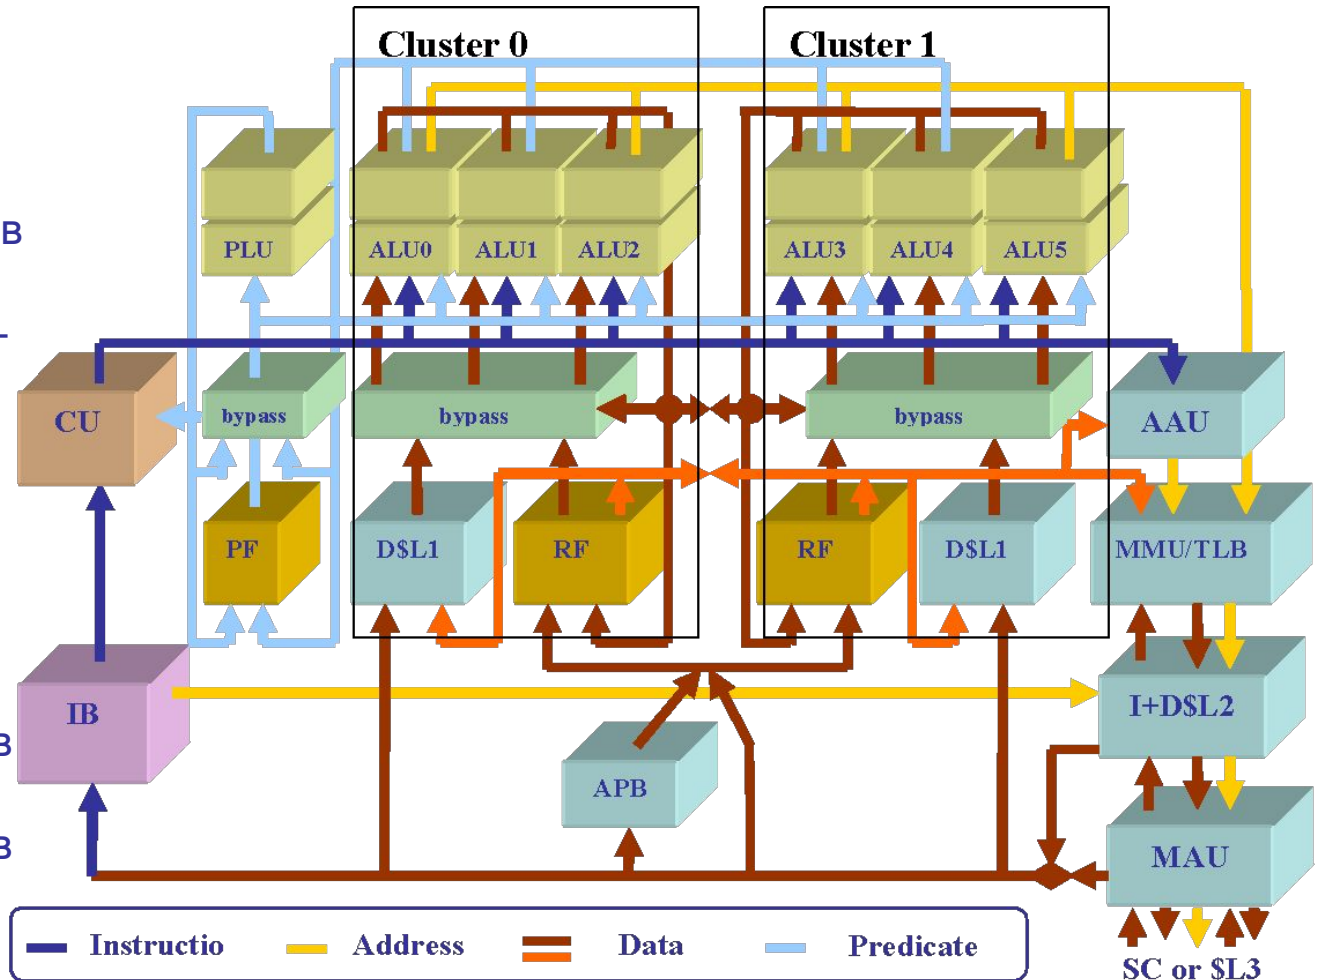 Cluster 0
Cluster 1
B
PLU
ALU0
ALU1
ALU2
ALU3
ALU4
ALU5
CU
bypass
bypass
bypass
AAU
PF
D$L1
RF
RF
D$L1
MMU/TLB
IB
I+D$L2
B
APB
B
MAU
Instructio
Address
Data
Predicate
SC or $L3